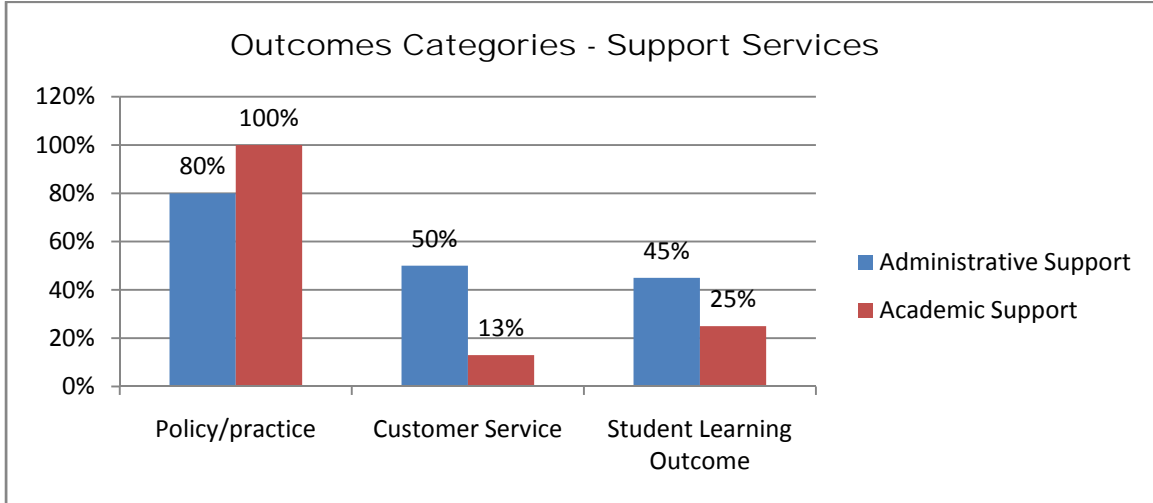 Outcomes Categories - Support Services
120%
100%
80%
60%
40%
20%
0%
80%
100%
50%
13%
45%
25%
Policy/practice
Customer Service
Student Learning
Outcome
Administrative Support
Academic Support